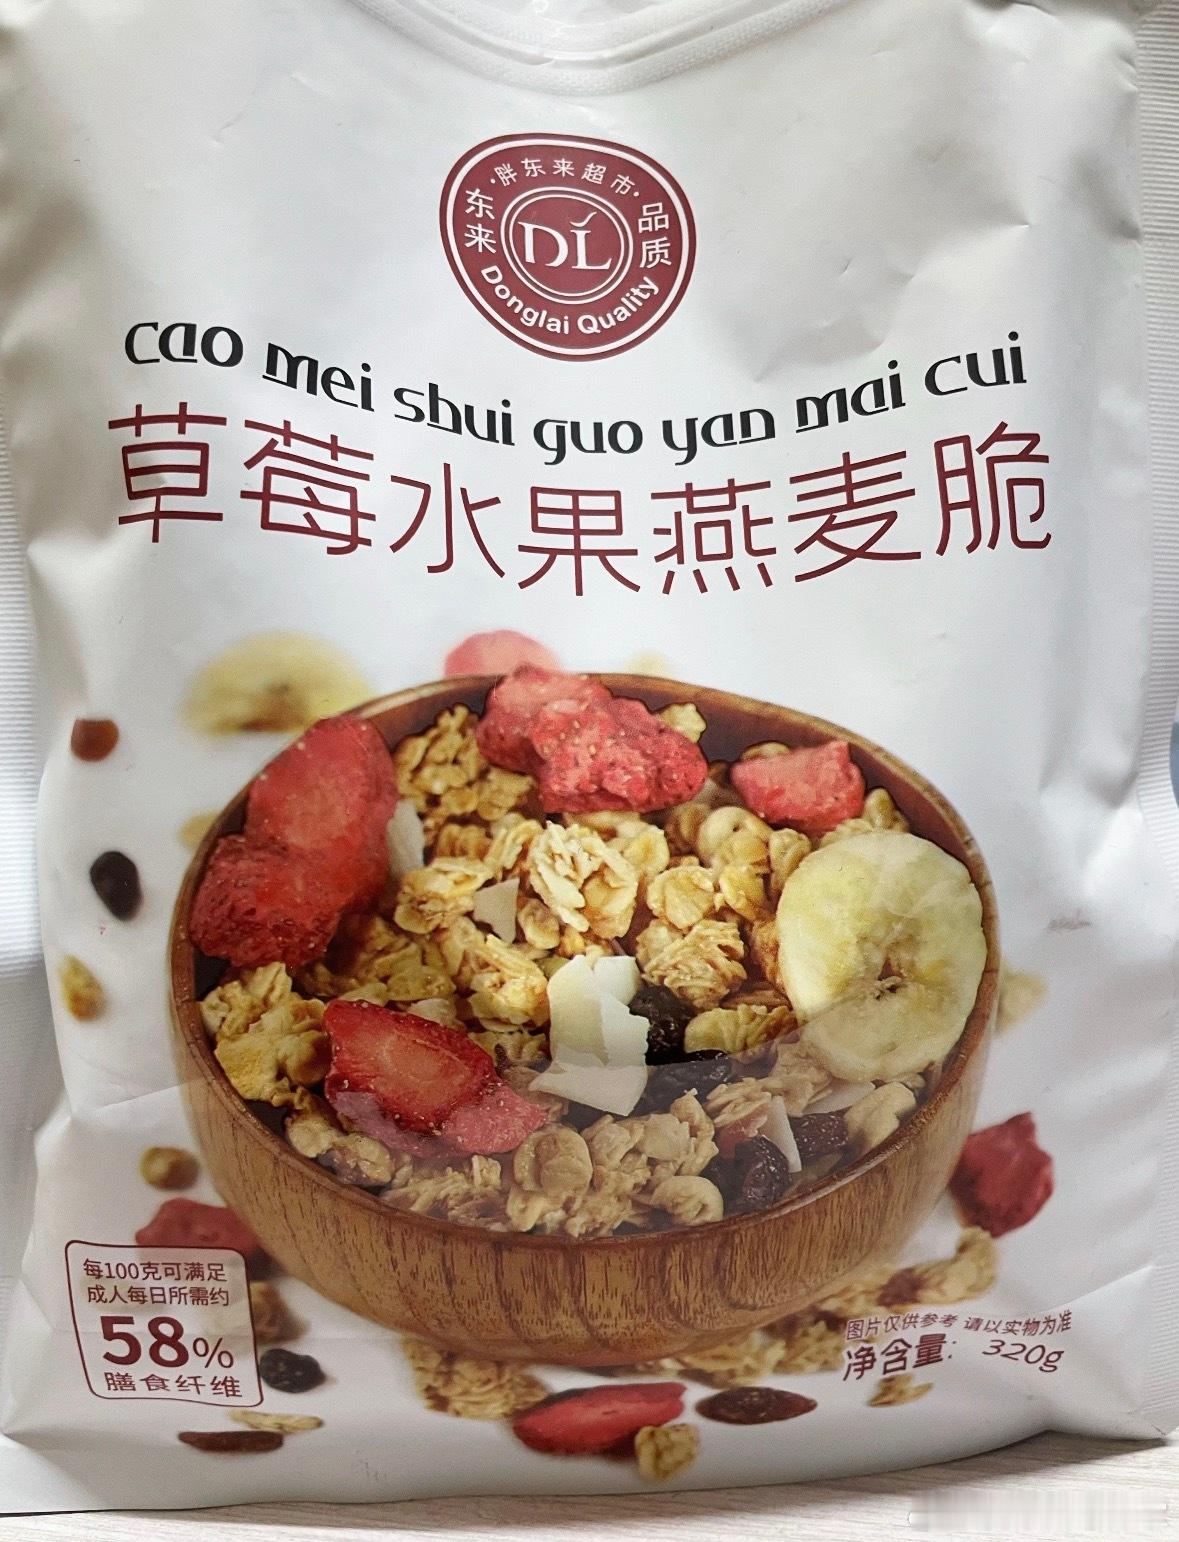 ·胖东来超市·
东来 品质
DL
Donglai Quality
cao mei shui guo yan mai cui
草莓水果燕麦脆
每100克可满足
成人每日所需约
58%
膳食纤维
图片仅供参考 请以实物为准
净含量: 320g